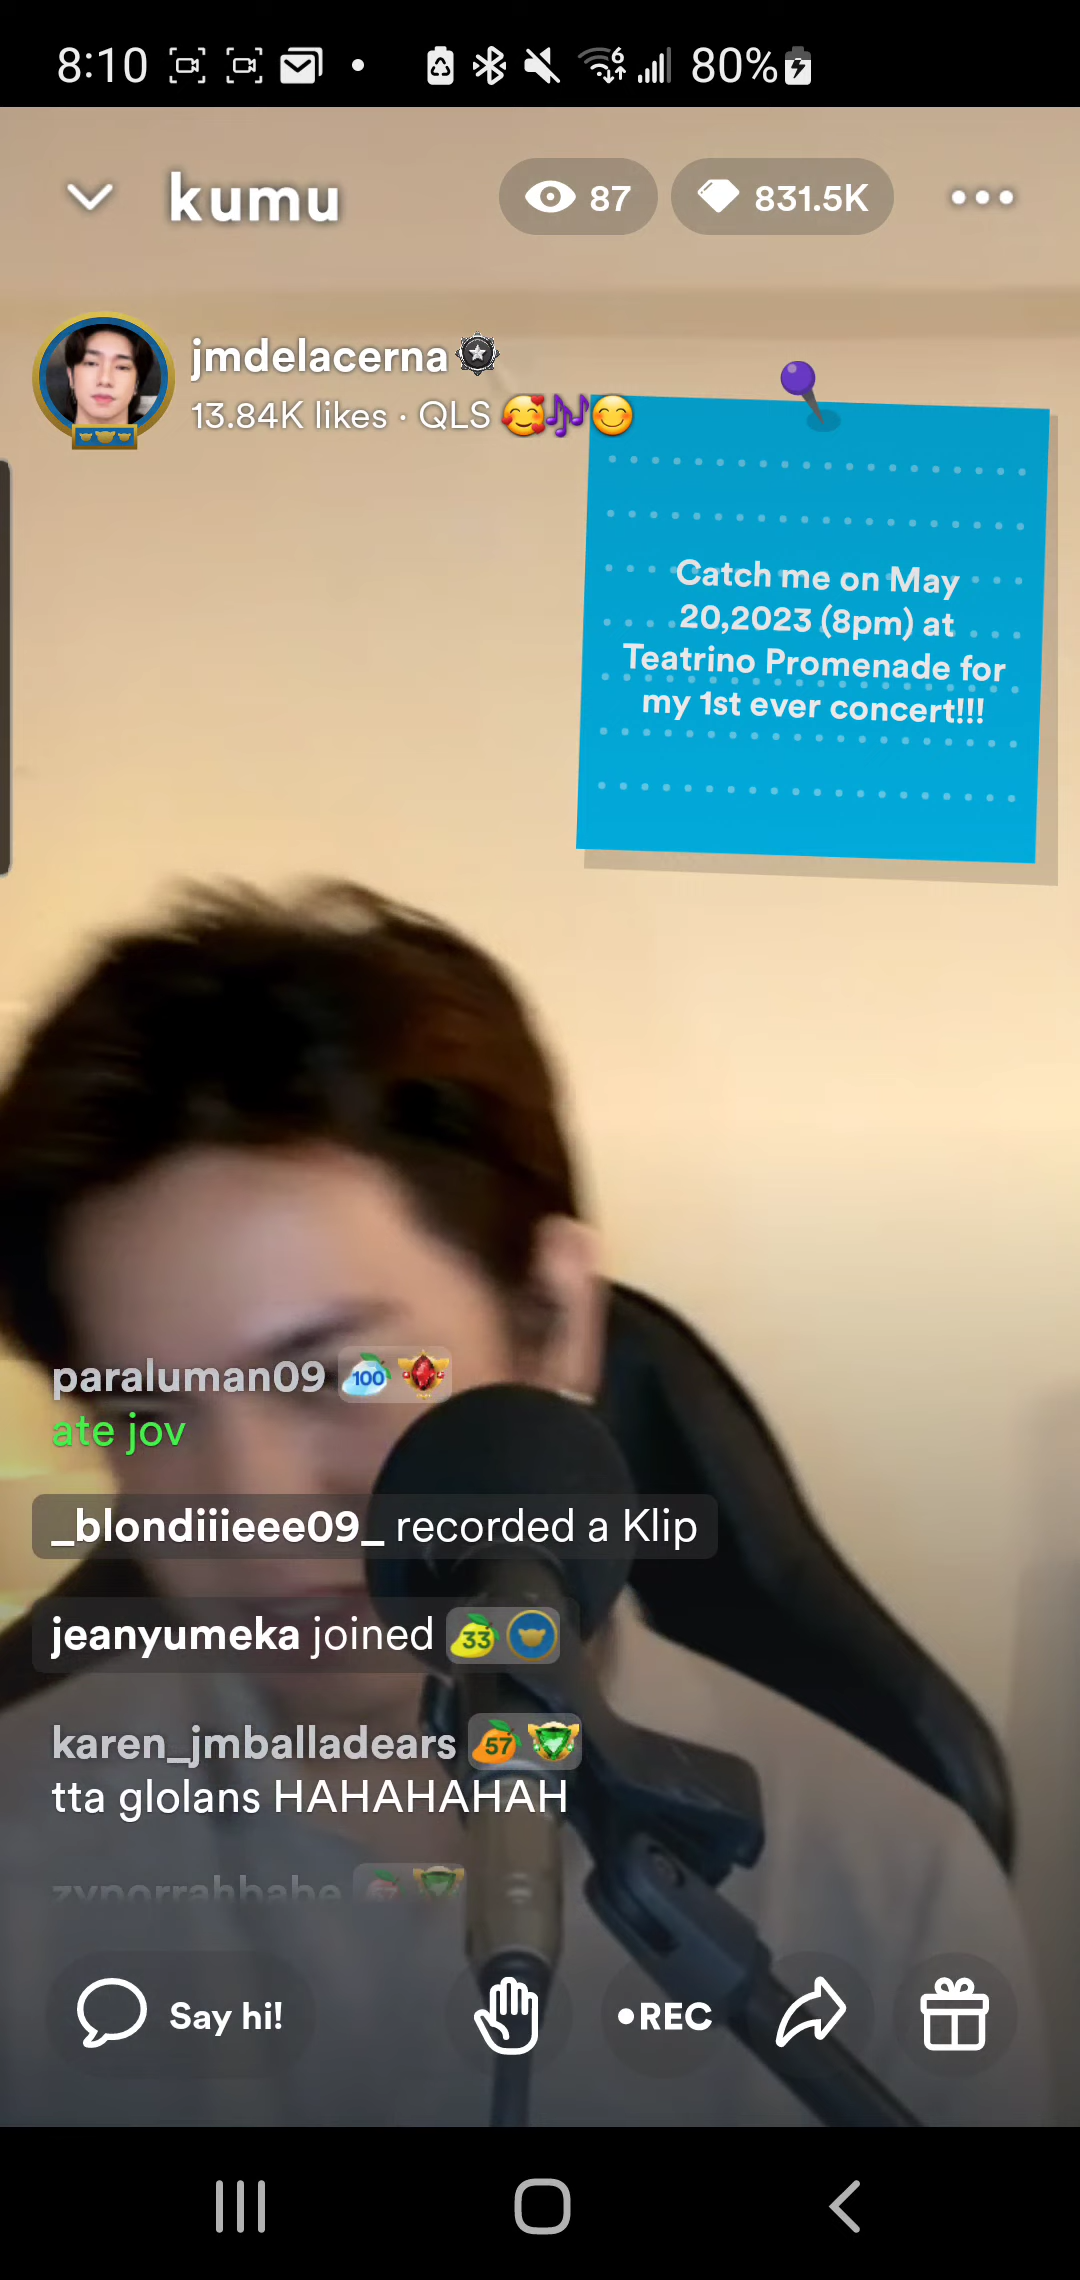 8:10
80%
kumu
87
831.5K
jmdelacerna
13.84K likes · QLS 🥰🎶😊
Catch me on May
20,2023 (8pm) at
Teatrino Promenade for
my 1st ever concert!!!
paraluman09 100
ate jov
_blondiiieee09_ recorded a Klip
jeanyumeka joined 33
karen_jmballadears 57
tta glolans HAHAHAHAH
Say hi!
•REC